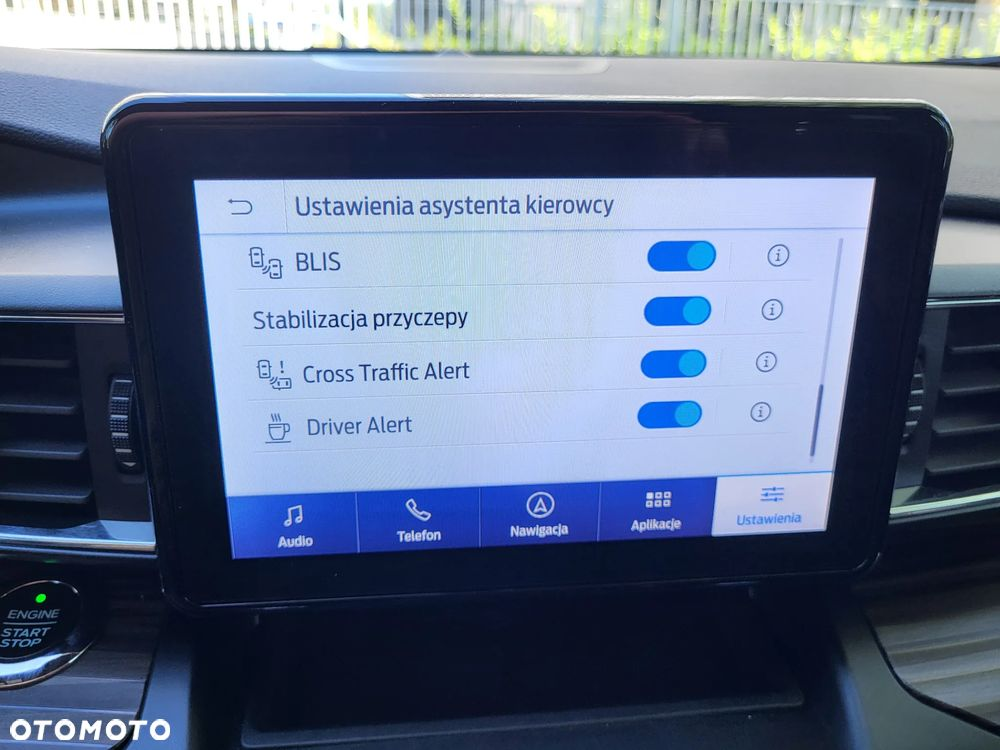 Ustawienia asystenta kierowcy
BLIS
Stabilizacja przyczepy
Cross Traffic Alert
Driver Alert
Audio
Telefon
Nawigacja
Aplikacje
Ustawienia
ENGINE
START
STOP
OTOMOTO